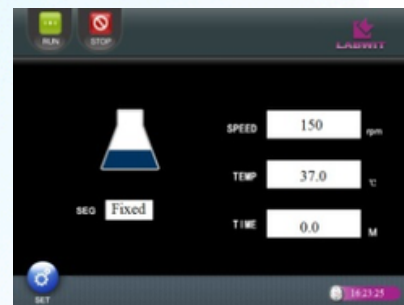 RUN STOP
LABWIT
SPEED 150 rpm
TEMP 37.0 ℃
SEQ Fixed
TIME 0.0 M
SET
16:23:25